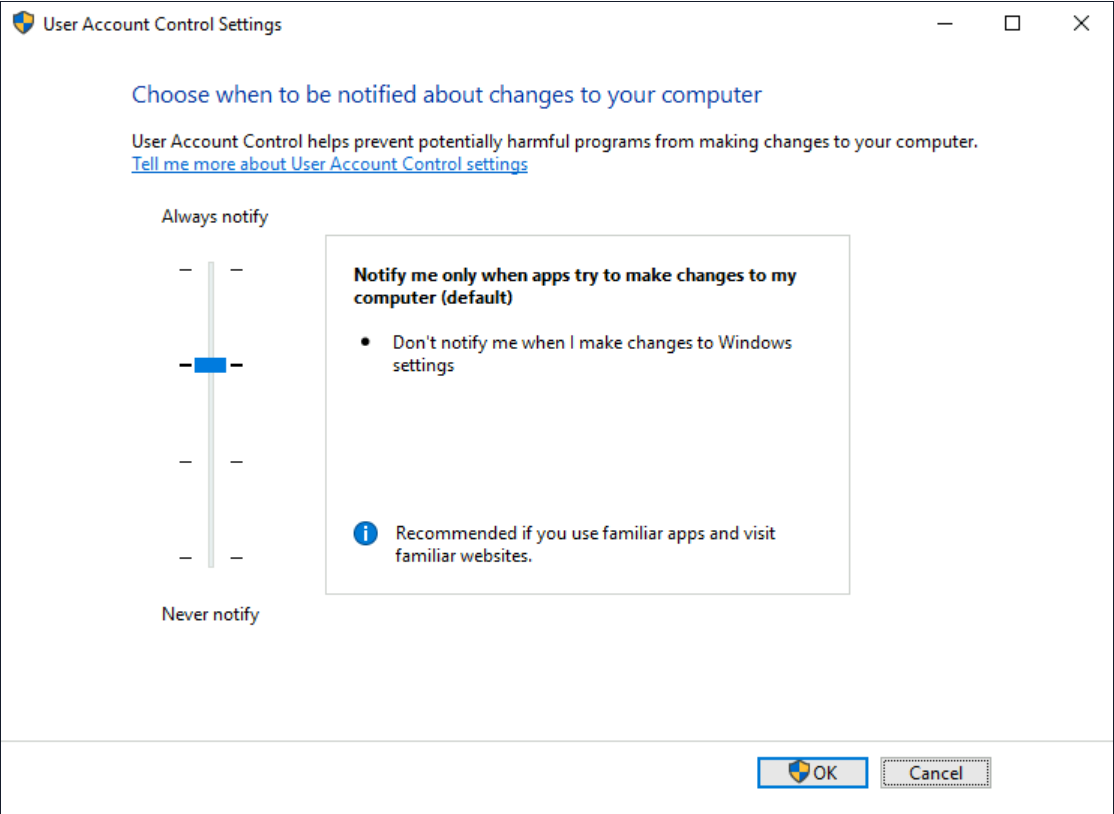 User Account Control Settings
Choose when to be notified about changes to your computer
User Account Control helps prevent potentially harmful programs from making changes to your computer.
Tell me more about User Account Control settings
Always notify
Notify me only when apps try to make changes to my
computer (default)
• Don't notify me when I make changes to Windows
settings
Recommended if you use familiar apps and visit
familiar websites.
Never notify
OK
Cancel